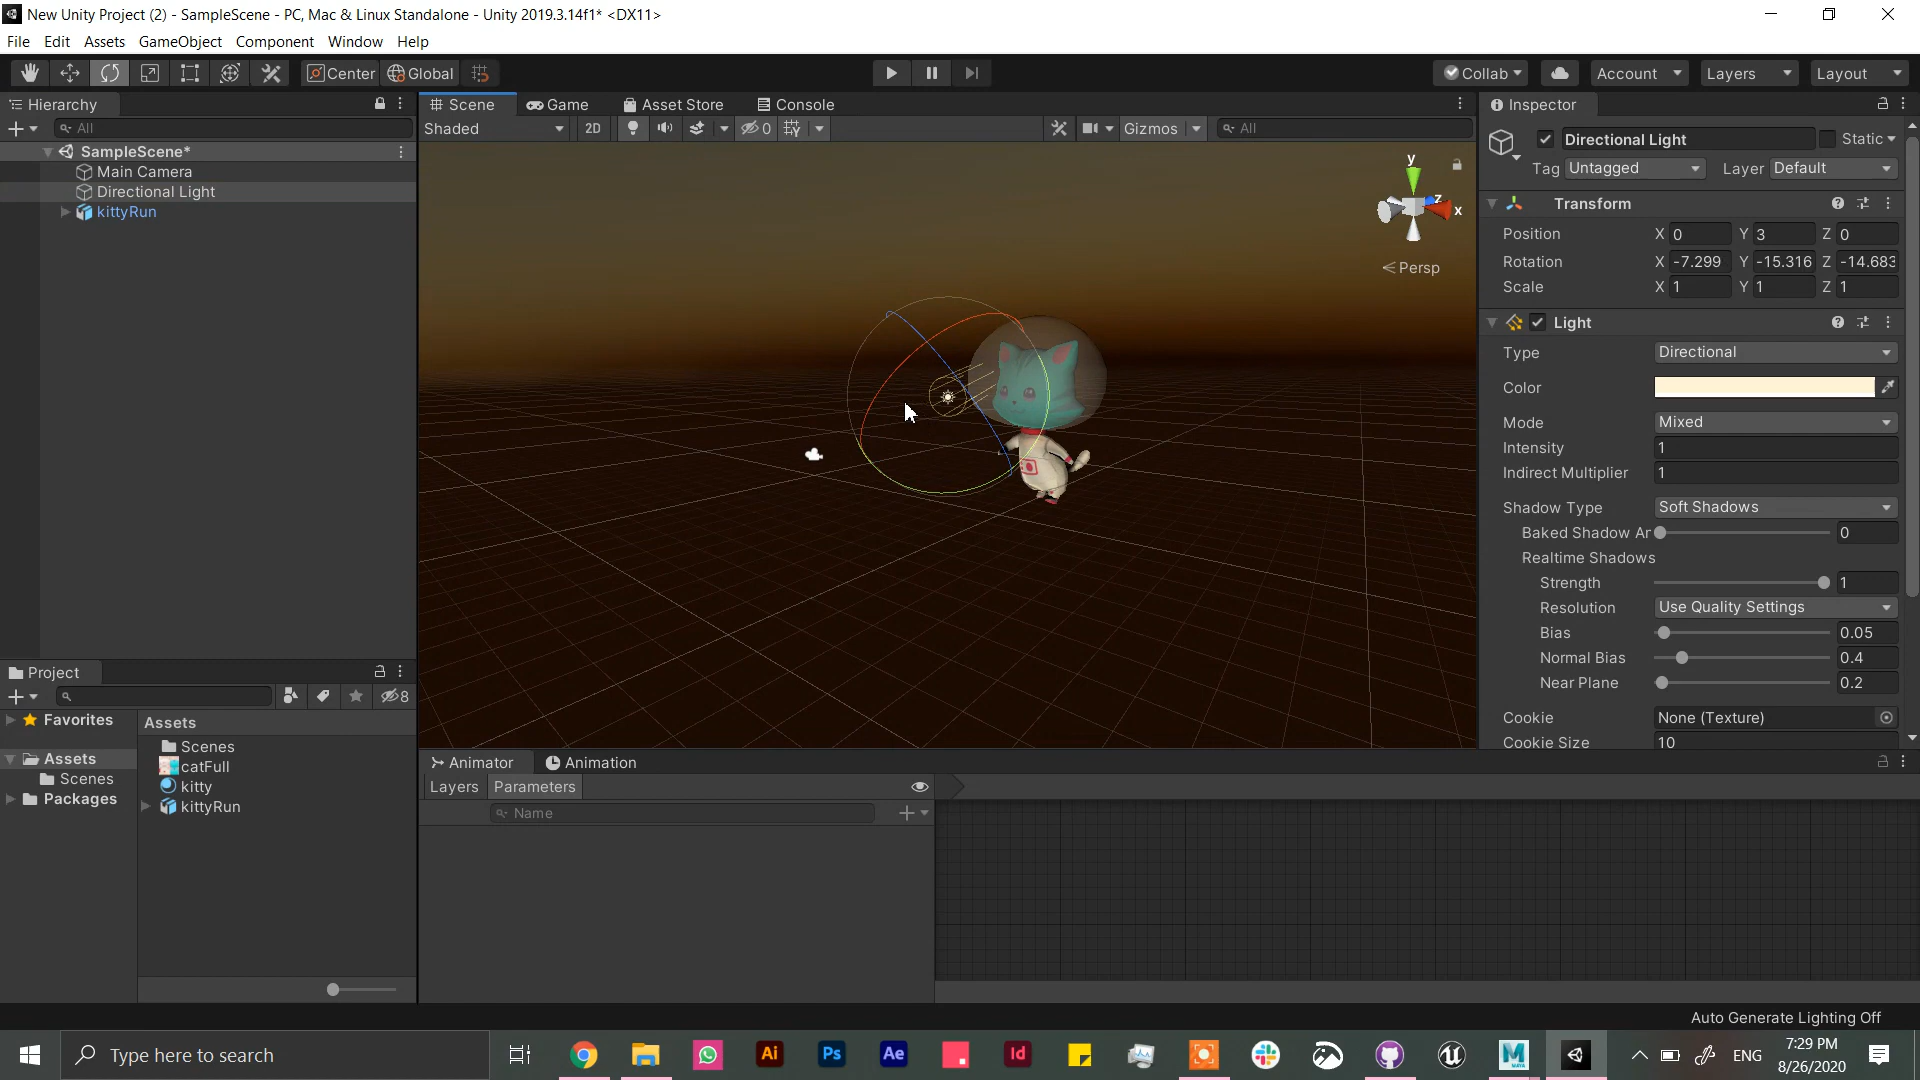 New Unity Project (2) - SampleScene - PC, Mac & Linux Standalone - Unity 2019.3.14f1* <DX11>
File Edit Assets GameObject Component Window Help
Center Global Collab Account Layers Layout
Hierarchy
All
SampleScene*
Main Camera
Directional Light
kittyRun
Scene Game Asset Store Console
Shaded 2D 0 Gizmos All
y
z
x
Persp
Inspector
Directional Light Static
Tag Untagged Layer Default
Transform
Position X 0 Y 3 Z 0
Rotation X -7.299 Y -15.316 Z -14.683
Scale X 1 Y 1 Z 1
Light
Type Directional
Color
Mode Mixed
Intensity 1
Indirect Multiplier 1
Shadow Type Soft Shadows
Baked Shadow Ar 0
Realtime Shadows
Strength 1
Resolution Use Quality Settings
Bias 0.05
Normal Bias 0.4
Near Plane 0.2
Cookie None (Texture)
Cookie Size 10
Project
8
Favorites
Assets
Scenes
Packages
Assets
Scenes
catFull
kitty
kittyRun
Animator Animation
Layers Parameters
Name
Auto Generate Lighting Off
Type here to search
Ai Ps Ae Id
ENG
7:29 PM
8/26/2020